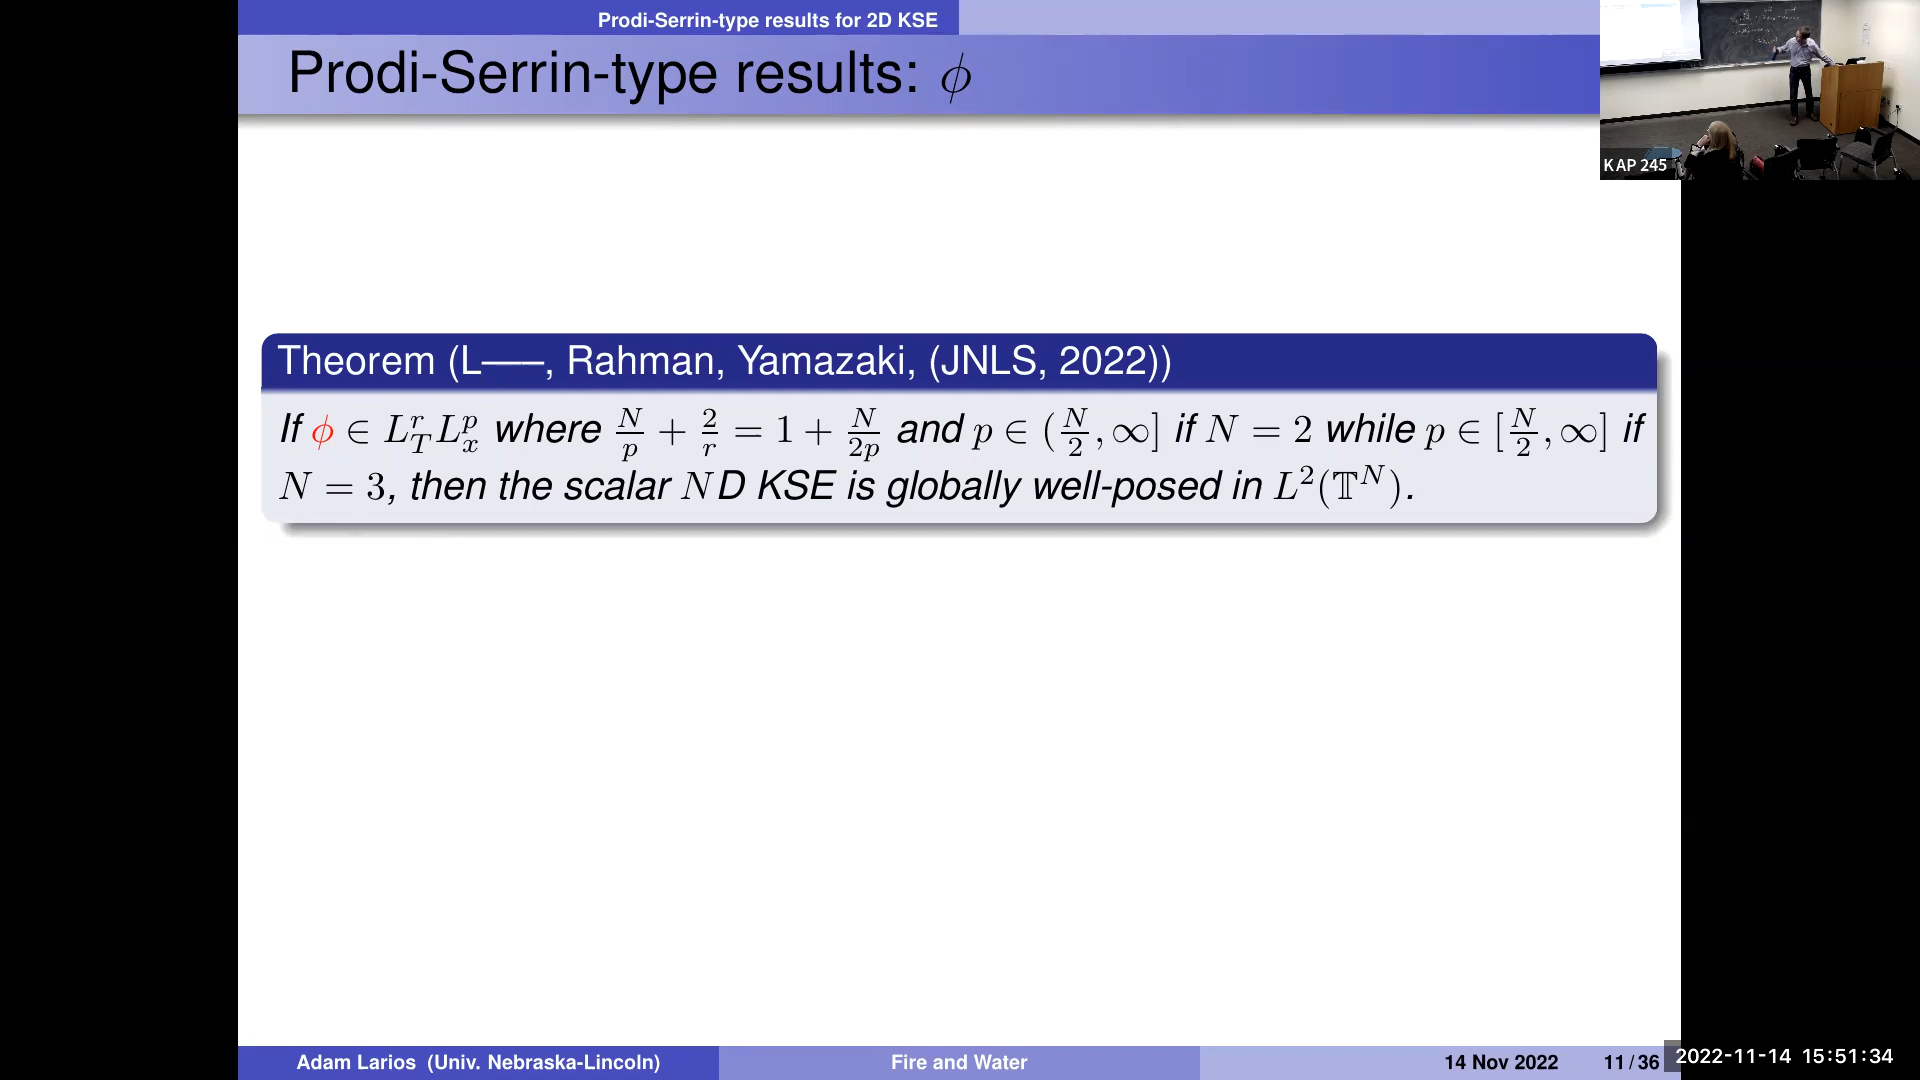 Prodi-Serrin-type results for 2D KSE
Prodi-Serrin-type results: ϕ
KAP 245
Theorem (L——, Rahman, Yamazaki, (JNLS, 2022))
If ϕ ∈ L^r_T L^p_x where N/p + 2/r = 1 + N/2p and p ∈ (N/2, ∞] if N = 2 while p ∈ [N/2, ∞] if
N = 3, then the scalar ND KSE is globally well-posed in L²(𝕋^N).
Adam Larios (Univ. Nebraska-Lincoln) Fire and Water 14 Nov 2022 11 / 36
2022-11-14 15:51:34